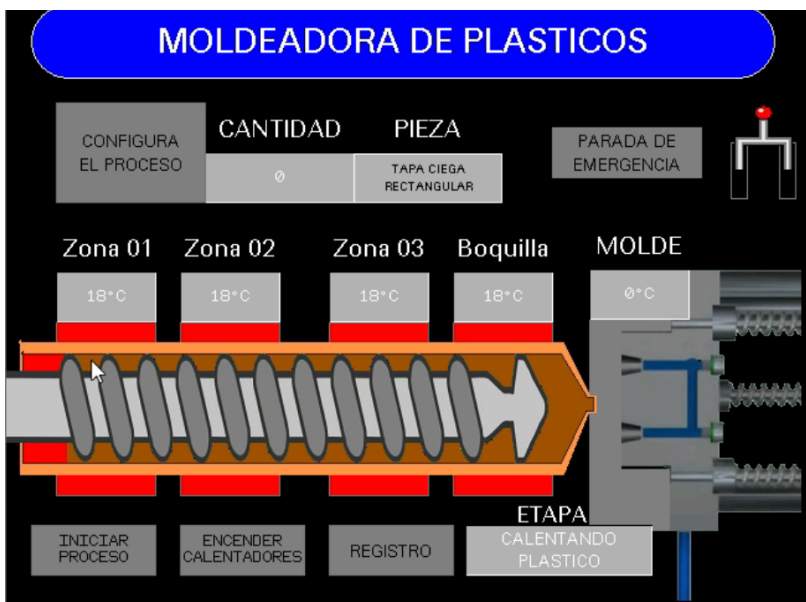 MOLDEADORA DE PLASTICOS
CONFIGURA
EL PROCESO
CANTIDAD
0
PIEZA
TAPA CIEGA
RECTANGULAR
PARADA DE
EMERGENCIA
Zona 01
Zona 02
Zona 03
Boquilla
MOLDE
18°C
18°C
18°C
18°C
0°C
INICIAR
PROCESO
ENCENDER
CALENTADORES
REGISTRO
ETAPA
CALENTANDO
PLASTICO